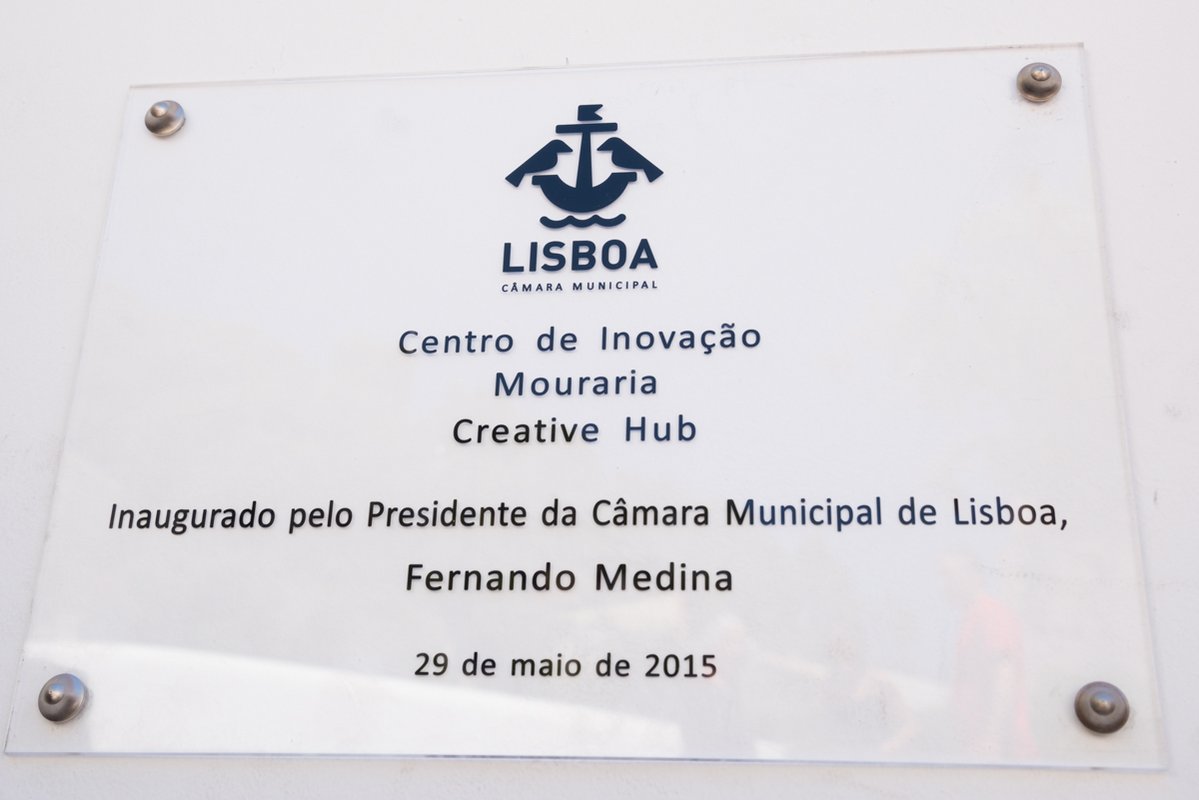 LISBOA
CÂMARA MUNICIPAL
Centro de Inovação
Mouraria
Creative Hub
Inaugurado pelo Presidente da Câmara Municipal de Lisboa,
Fernando Medina
29 de maio de 2015